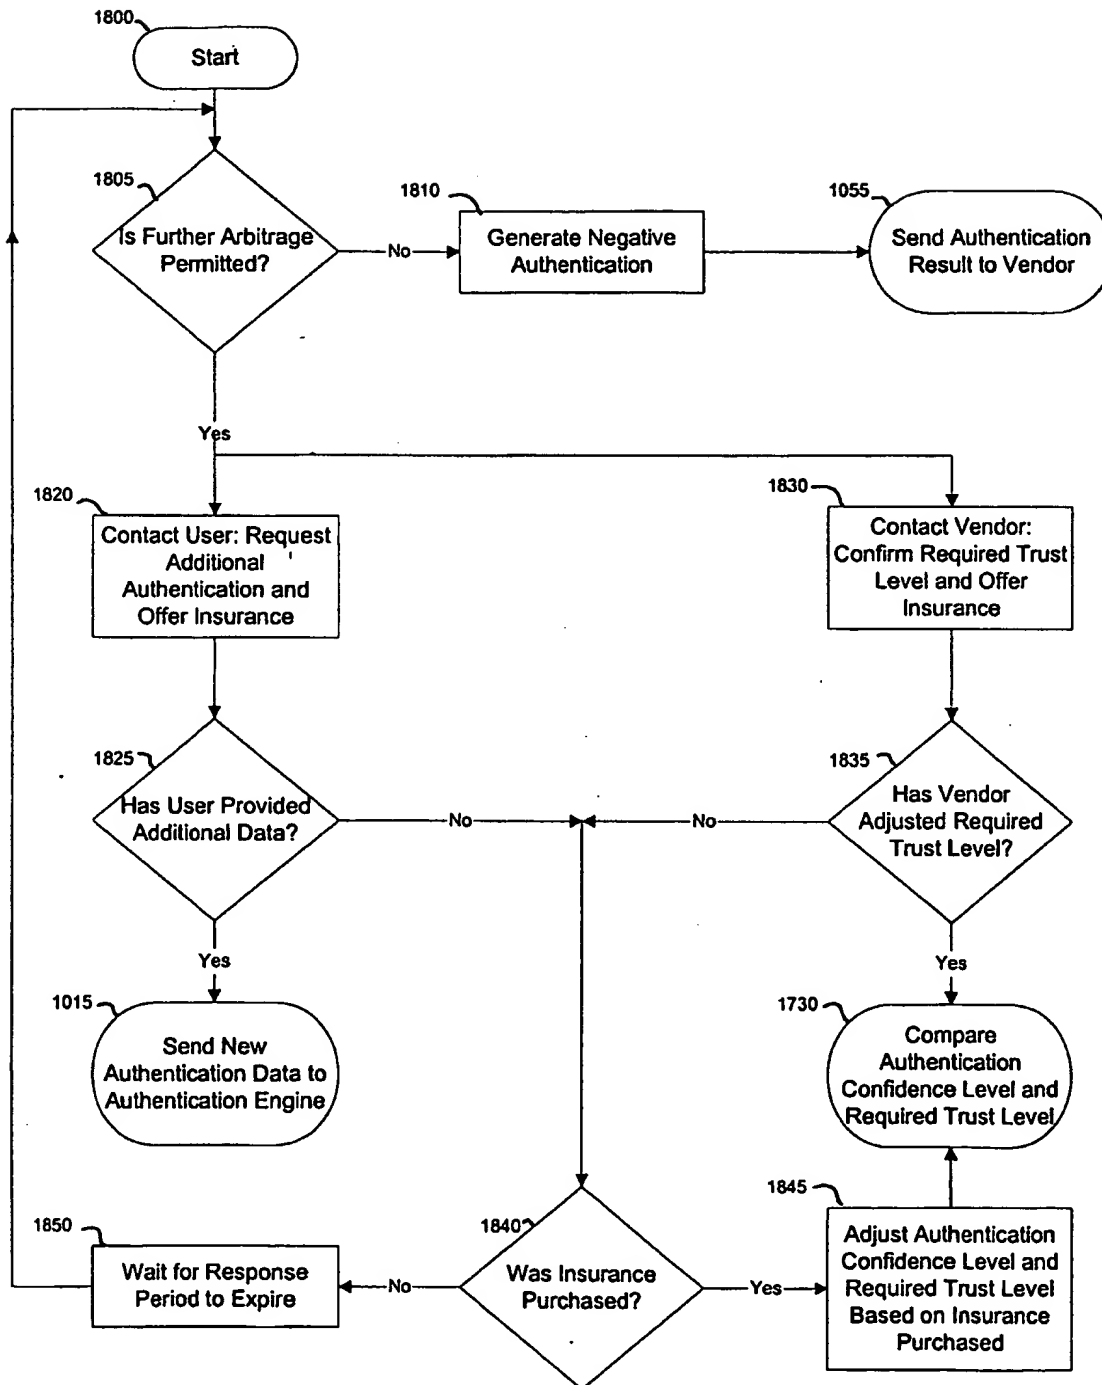 1800
Start
1805
Is Further Arbitrage
Permitted?
No
1810
Generate Negative
Authentication
1055
Send Authentication
Result to Vendor
Yes
1820
Contact User: Request
Additional
Authentication and
Offer Insurance
1830
Contact Vendor:
Confirm Required Trust
Level and Offer
Insurance
1825
Has User Provided
Additional Data?
No
No
1835
Has Vendor
Adjusted Required
Trust Level?
Yes
Yes
1015
Send New
Authentication Data to
Authentication Engine
1730
Compare
Authentication
Confidence Level and
Required Trust Level
1850
Wait for Response
Period to Expire
No
1840
Was Insurance
Purchased?
Yes
1845
Adjust Authentication
Confidence Level and
Required Trust Level
Based on Insurance
Purchased